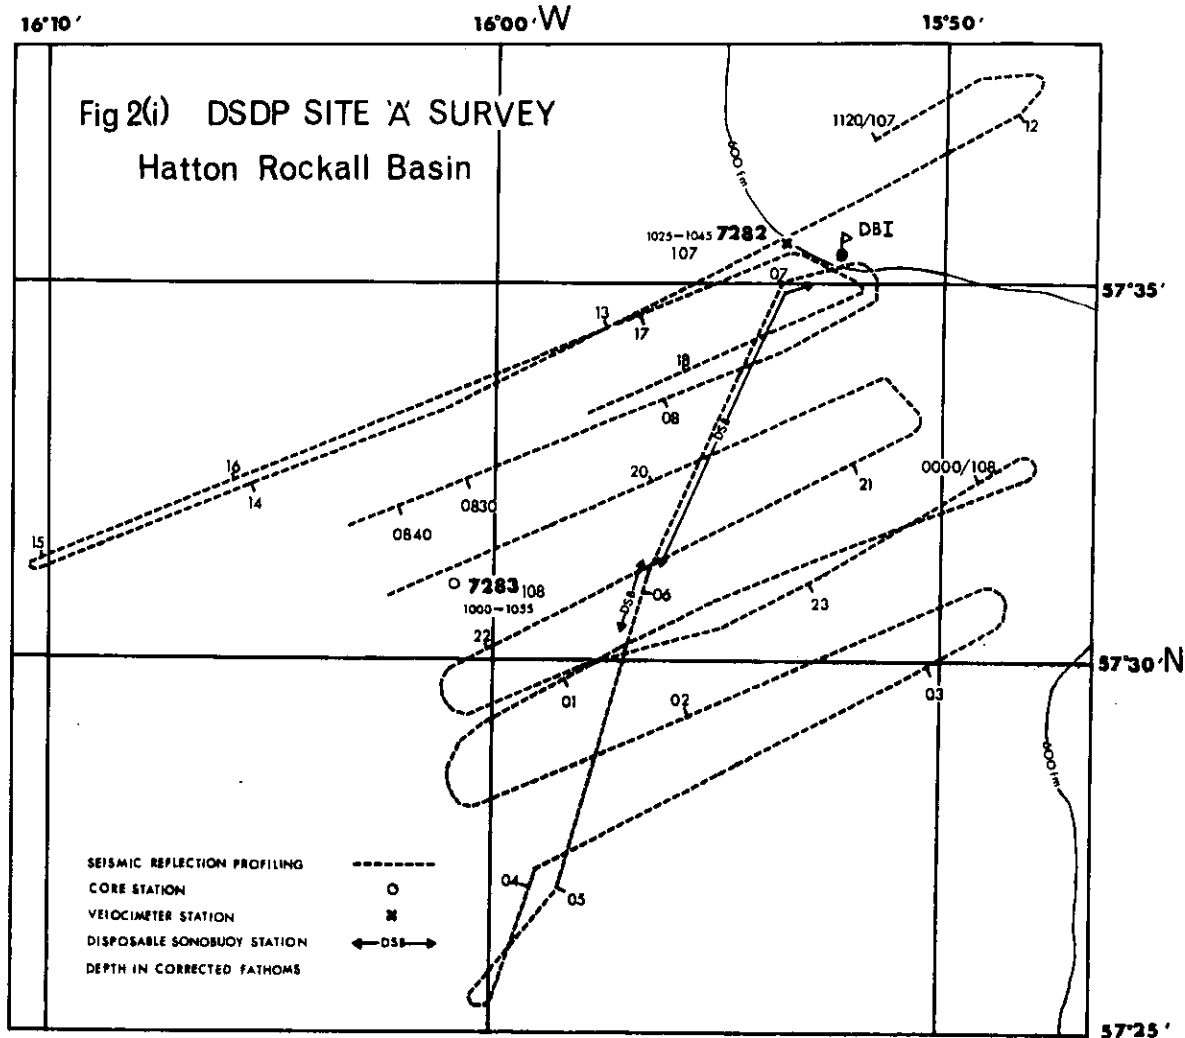 16°10′ 16°00′W 15°50′
Fig 2(i) DSDP SITE 'A' SURVEY
Hatton Rockall Basin
1120/107
12
600 fm
1025–1045 7282
107
DBI
07
57°35′
13
17
18
08
DSB
16
14
20
0000/108
21
0830
0840
15
7283 108
1000–1055
DSB
06
23
22
57°30′N
01
02
03
600 fm
SEISMIC REFLECTION PROFILING
CORE STATION
VELOCIMETER STATION
DISPOSABLE SONOBUOY STATION DSB
DEPTH IN CORRECTED FATHOMS
04
05
57°25′